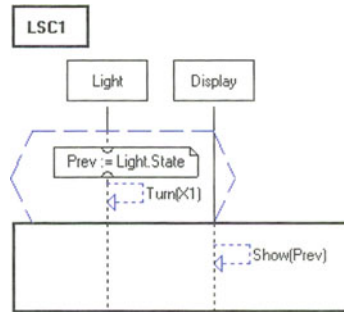 LSC1
Light
Display
Prev := Light.State
Turn(X1)
Show(Prev)